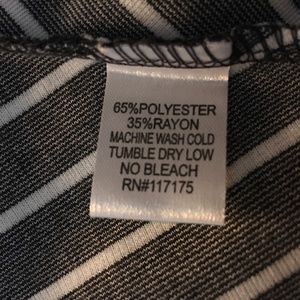 65%POLYESTER
35%RAYON
MACHINE WASH COLD
TUMBLE DRY LOW
NO BLEACH
RN#117175